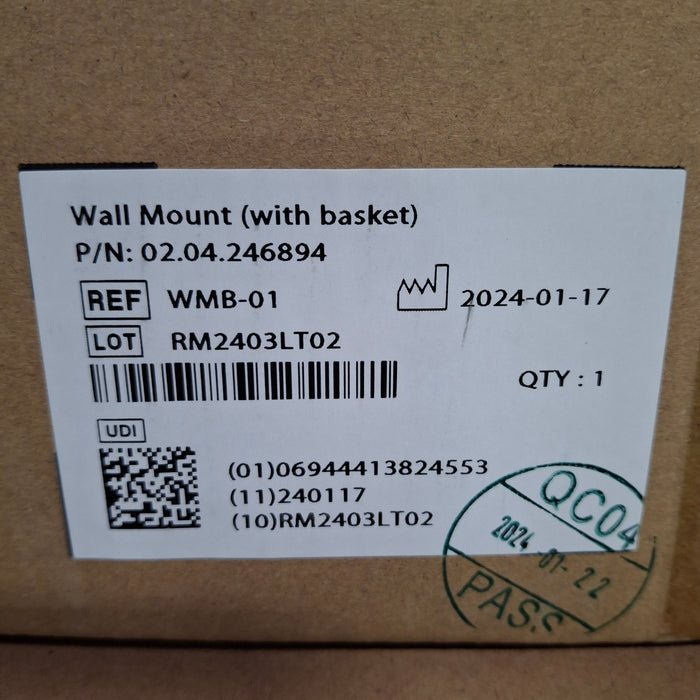 Wall Mount (with basket)
P/N: 02.04.246894
REF WMB-01 2024-01-17
LOT RM2403LT02
QTY : 1
UDI
(01)06944413824553
(11)240117
(10)RM2403LT02
QC04
2024-01-22
PASS